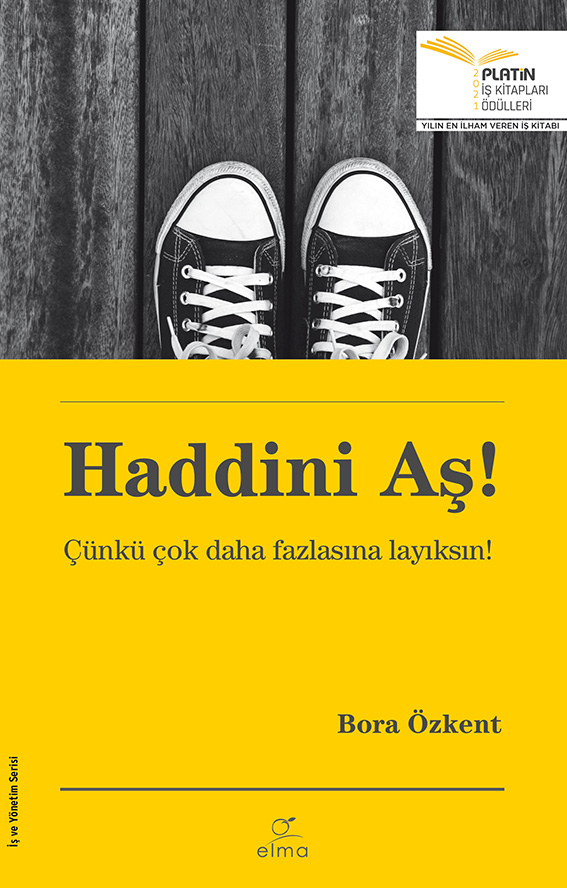 2021
PLATİN
İŞ KİTAPLARI
ÖDÜLLERİ
YILIN EN İLHAM VEREN İŞ KİTABI
Haddini Aş!
Çünkü çok daha fazlasına layıksın!
Bora Özkent
İş ve Yönetim Serisi
elma